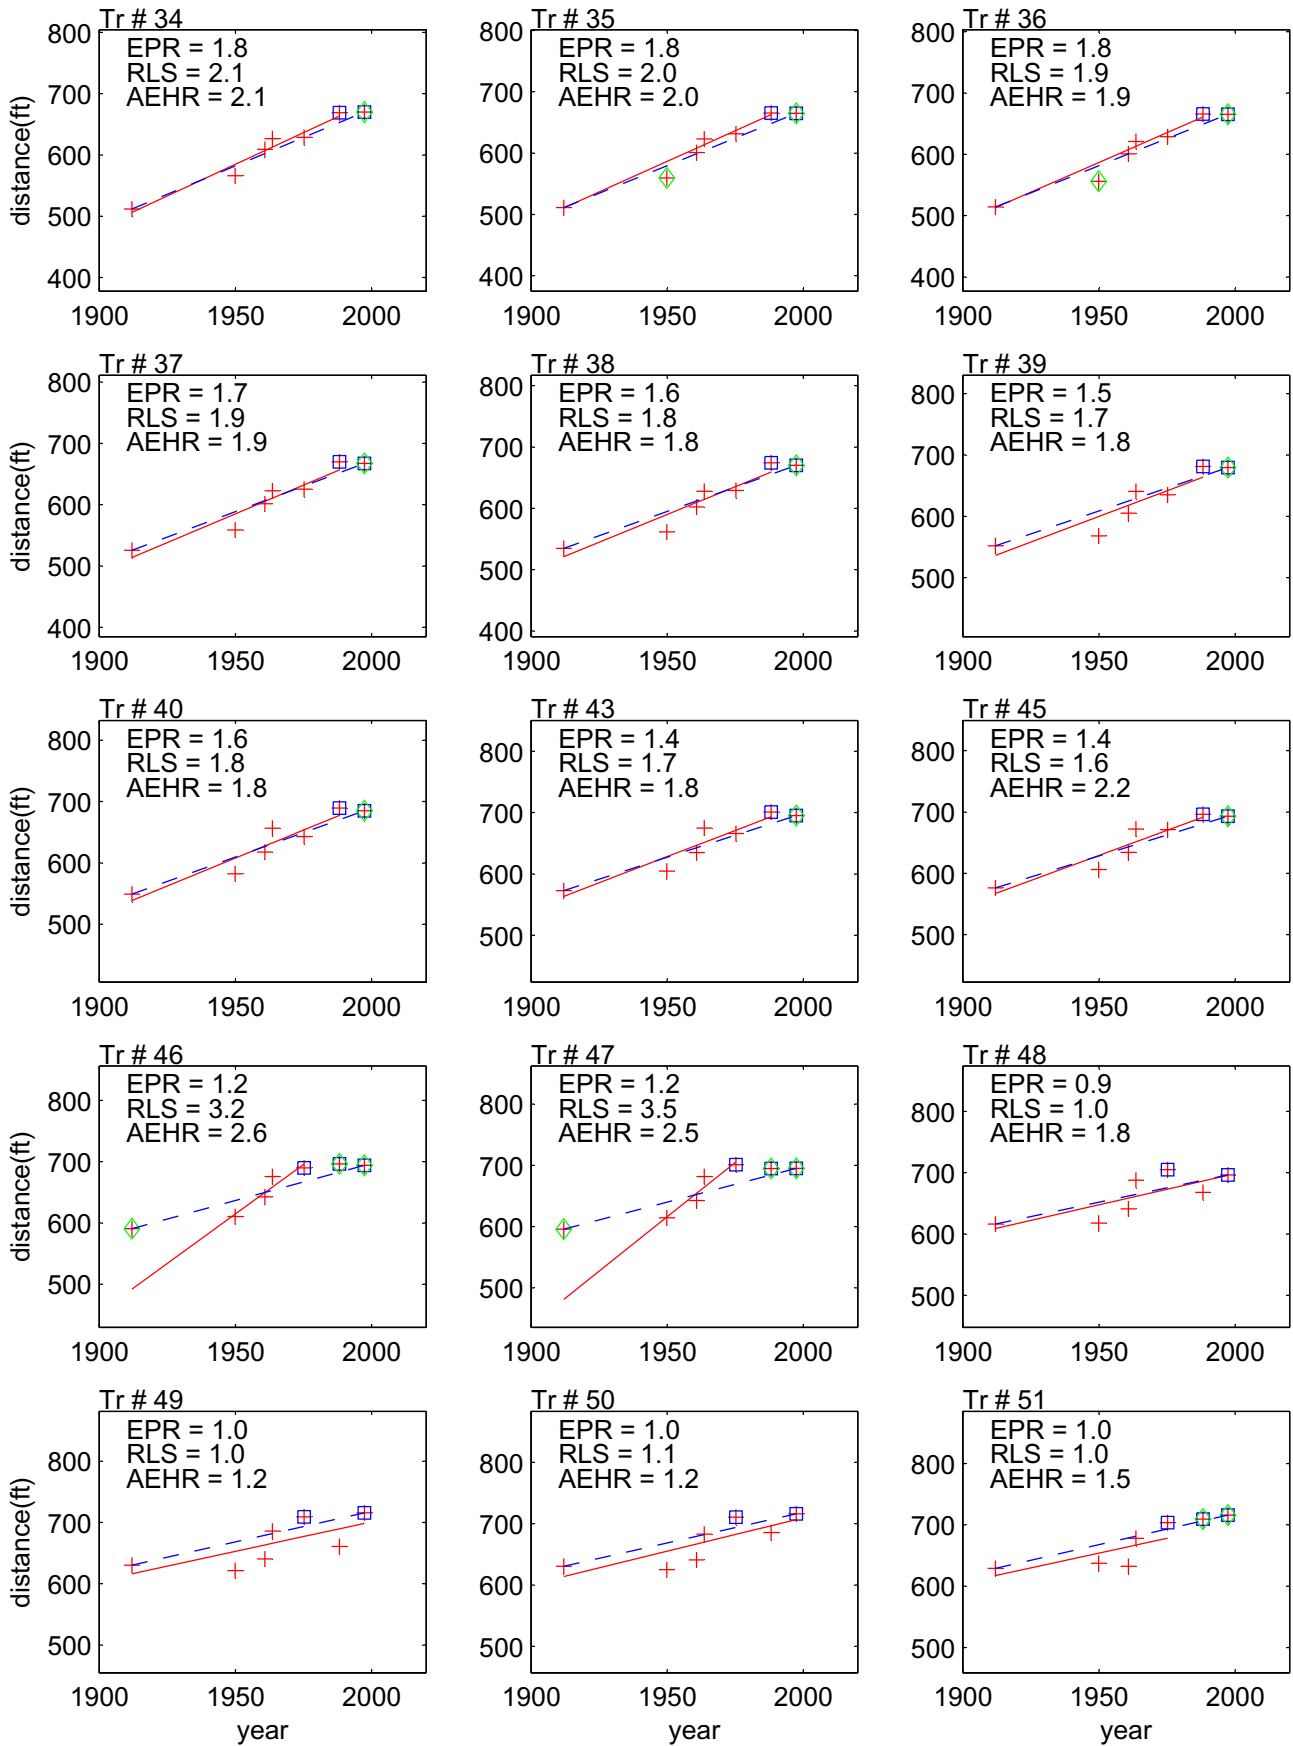 Tr # 34
EPR = 1.8
RLS = 2.1
AEHR = 2.1
800
700
600
500
400
distance(ft)
1900 1950 2000
Tr # 35
EPR = 1.8
RLS = 2.0
AEHR = 2.0
800
700
600
500
400
1900 1950 2000
Tr # 36
EPR = 1.8
RLS = 1.9
AEHR = 1.9
800
700
600
500
400
1900 1950 2000
Tr # 37
EPR = 1.7
RLS = 1.9
AEHR = 1.9
800
700
600
500
400
distance(ft)
1900 1950 2000
Tr # 38
EPR = 1.6
RLS = 1.8
AEHR = 1.8
800
700
600
500
400
1900 1950 2000
Tr # 39
EPR = 1.5
RLS = 1.7
AEHR = 1.8
800
700
600
500
1900 1950 2000
Tr # 40
EPR = 1.6
RLS = 1.8
AEHR = 1.8
800
700
600
500
distance(ft)
1900 1950 2000
Tr # 43
EPR = 1.4
RLS = 1.7
AEHR = 1.8
800
700
600
500
1900 1950 2000
Tr # 45
EPR = 1.4
RLS = 1.6
AEHR = 2.2
800
700
600
500
1900 1950 2000
Tr # 46
EPR = 1.2
RLS = 3.2
AEHR = 2.6
800
700
600
500
distance(ft)
1900 1950 2000
Tr # 47
EPR = 1.2
RLS = 3.5
AEHR = 2.5
800
700
600
500
1900 1950 2000
Tr # 48
EPR = 0.9
RLS = 1.0
AEHR = 1.8
800
700
600
500
1900 1950 2000
Tr # 49
EPR = 1.0
RLS = 1.0
AEHR = 1.2
800
700
600
500
distance(ft)
1900 1950 2000
year
Tr # 50
EPR = 1.0
RLS = 1.1
AEHR = 1.2
800
700
600
500
1900 1950 2000
year
Tr # 51
EPR = 1.0
RLS = 1.0
AEHR = 1.5
800
700
600
500
1900 1950 2000
year